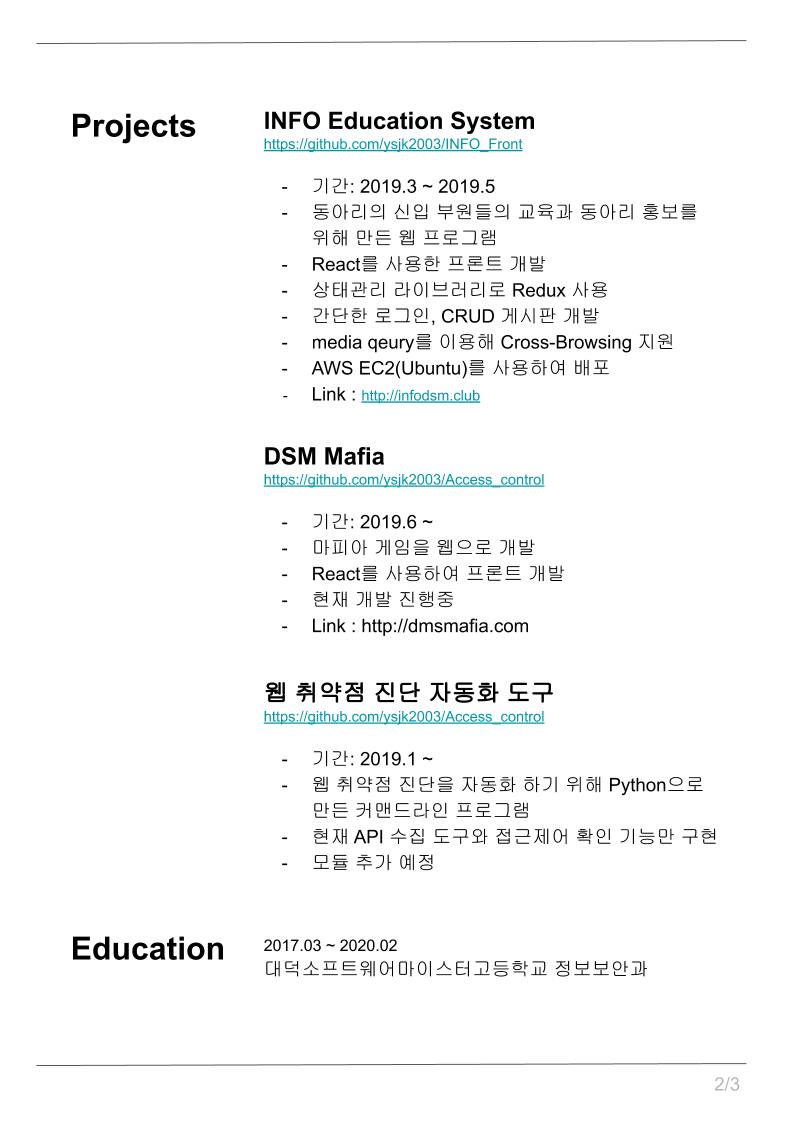 Projects
INFO Education System
https://github.com/ysjk2003/INFO_Front
- 기간: 2019.3 ~ 2019.5
- 동아리의 신입 부원들의 교육과 동아리 홍보를
위해 만든 웹 프로그램
- React를 사용한 프론트 개발
- 상태관리 라이브러리로 Redux 사용
- 간단한 로그인, CRUD 게시판 개발
- media qeury를 이용해 Cross-Browsing 지원
- AWS EC2(Ubuntu)를 사용하여 배포
- Link : http://infodsm.club
DSM Mafia
https://github.com/ysjk2003/Access_control
- 기간: 2019.6 ~
- 마피아 게임을 웹으로 개발
- React를 사용하여 프론트 개발
- 현재 개발 진행중
- Link : http://dmsmafia.com
웹 취약점 진단 자동화 도구
https://github.com/ysjk2003/Access_control
- 기간: 2019.1 ~
- 웹 취약점 진단을 자동화 하기 위해 Python으로
만든 커맨드라인 프로그램
- 현재 API 수집 도구와 접근제어 확인 기능만 구현
- 모듈 추가 예정
Education
2017.03 ~ 2020.02
대덕소프트웨어마이스터고등학교 정보보안과
2/3